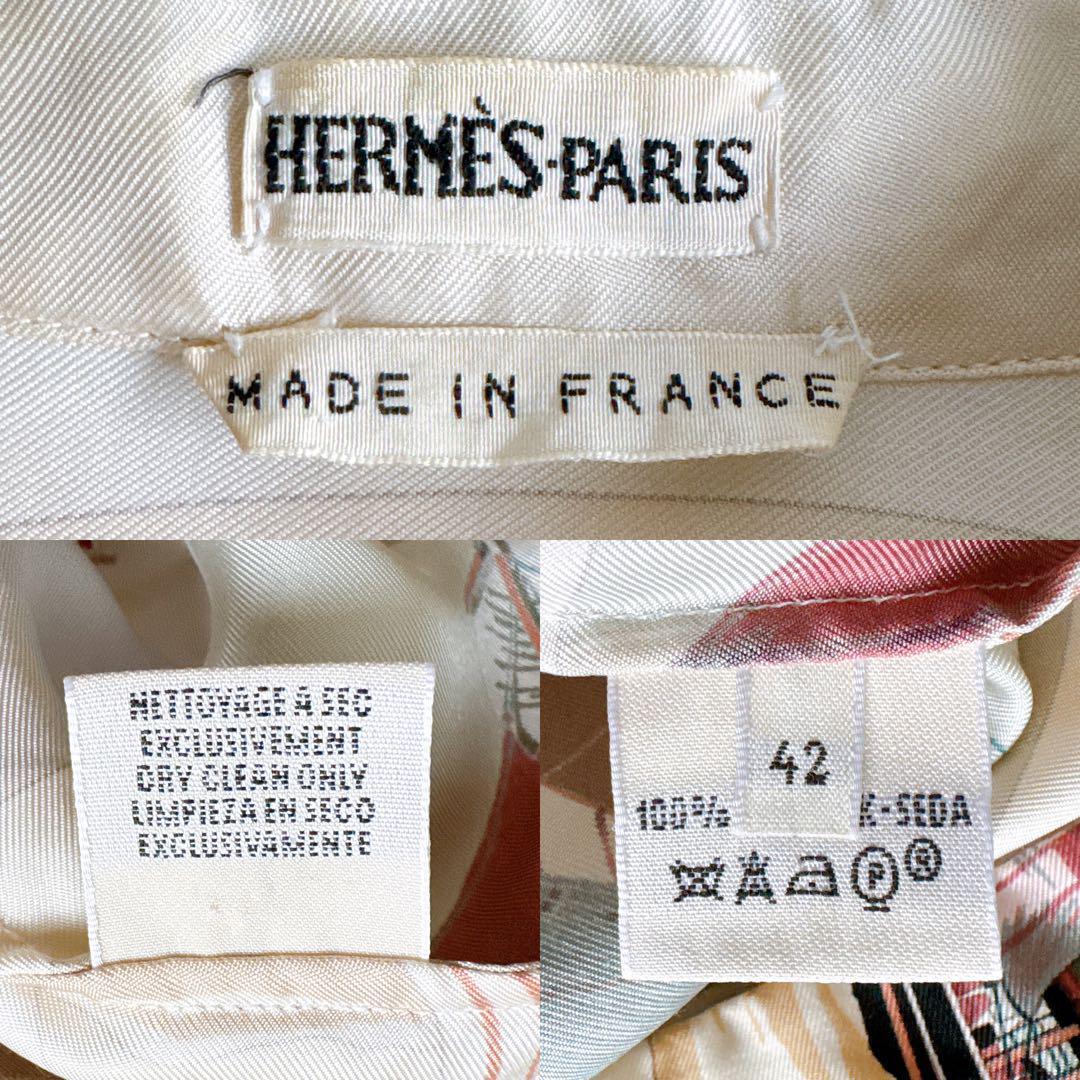 HERMÈS-PARIS
MADE IN FRANCE
NETTOYAGE A SEC
EXCLUSIVEMENT
DRY CLEAN ONLY
LIMPIEZA EN SECO
EXCLUSIVAMENTE
42
100% K-SEDA
P R